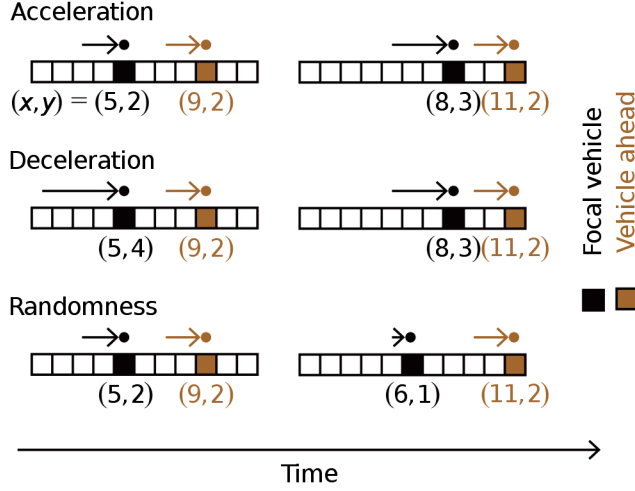 Acceleration
(x,y) = (5,2) (9,2) (8,3) (11,2)
Deceleration
(5,4) (9,2) (8,3) (11,2)
Randomness
(5,2) (9,2) (6,1) (11,2)
Time
Focal vehicle
Vehicle ahead